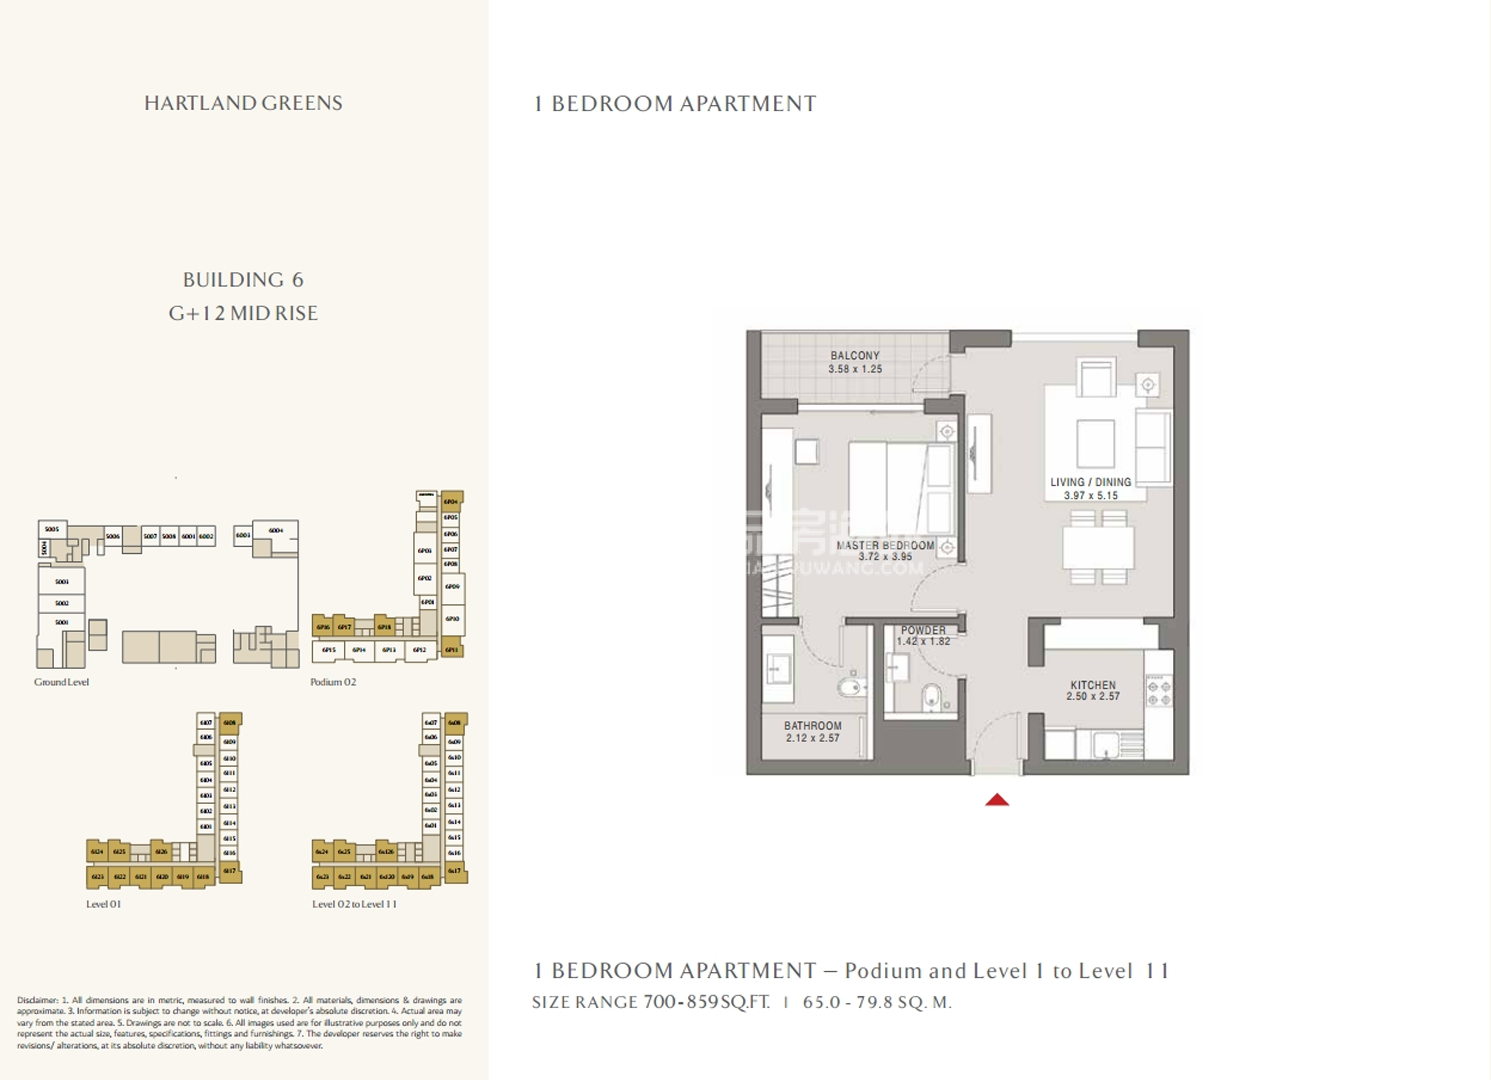 HARTLAND GREENS
BUILDING 6
G+12 MID RISE
5005
5004
5006
5007
5008
6001
6002
6003
6004
5003
5002
5001
Ground Level
6P04
6P05
6P06
6P03
6P07
6P08
6P02
6P09
6P01
6P10
6P16
6P17
6P18
6P15
6P14
6P13
6P12
6P11
Podium 02
6107
6108
6106
6109
6105
6110
6111
6104
6112
6103
6113
6102
6114
6101
6115
6116
6124
6125
6126
6117
6123
6122
6121
6120
6119
6118
Level 01
6x07
6x08
6x06
6x09
6x05
6x10
6x11
6x04
6x12
6x03
6x13
6x02
6x14
6x01
6x15
6x16
6x24
6x25
6x126
6x17
6x23
6x22
6x21
6x120
6x19
6x18
Level 02 to Level 11
Disclaimer: 1. All dimensions are in metric, measured to wall finishes. 2. All materials, dimensions & drawings are
approximate. 3. Information is subject to change without notice, at developer's absolute discretion. 4. Actual area may
vary from the stated area. 5. Drawings are not to scale. 6. All images used are for illustrative purposes only and do not
represent the actual size, features, specifications, fittings and furnishings. 7. The developer reserves the right to make
revisions/ alterations, at its absolute discretion, without any liability whatsoever.
1 BEDROOM APARTMENT
BALCONY
3.58 x 1.25
LIVING / DINING
3.97 x 5.15
MASTER BEDROOM
3.72 x 3.95
POWDER
1.42 x 1.82
KITCHEN
2.50 x 2.57
BATHROOM
2.12 x 2.57
1 BEDROOM APARTMENT – Podium and Level 1 to Level 11
SIZE RANGE 700-859 SQ.FT. | 65.0 - 79.8 SQ. M.